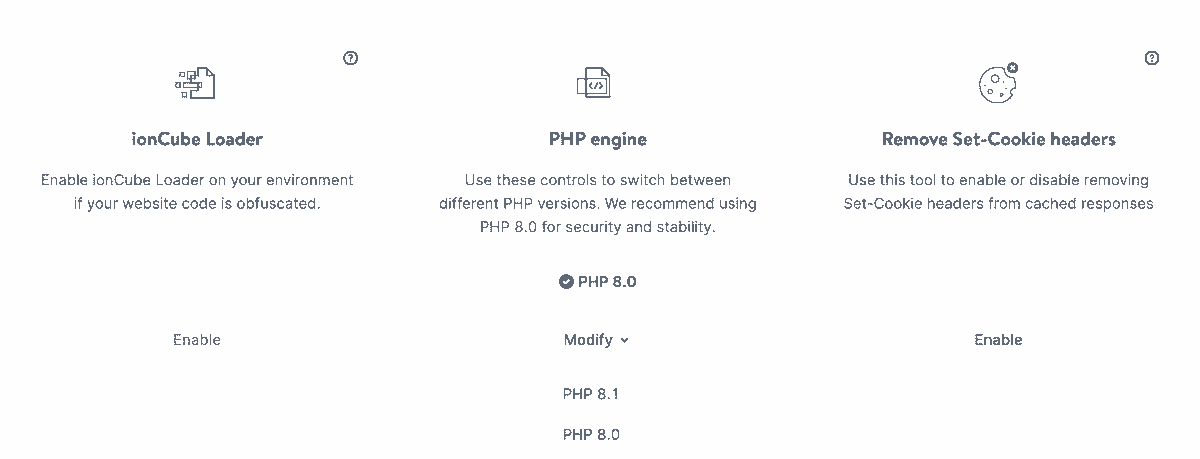 ionCube Loader
Enable ionCube Loader on your environment
if your website code is obfuscated.
Enable
PHP engine
Use these controls to switch between
different PHP versions. We recommend using
PHP 8.0 for security and stability.
PHP 8.0
Modify
PHP 8.1
PHP 8.0
Remove Set-Cookie headers
Use this tool to enable or disable removing
Set-Cookie headers from cached responses
Enable